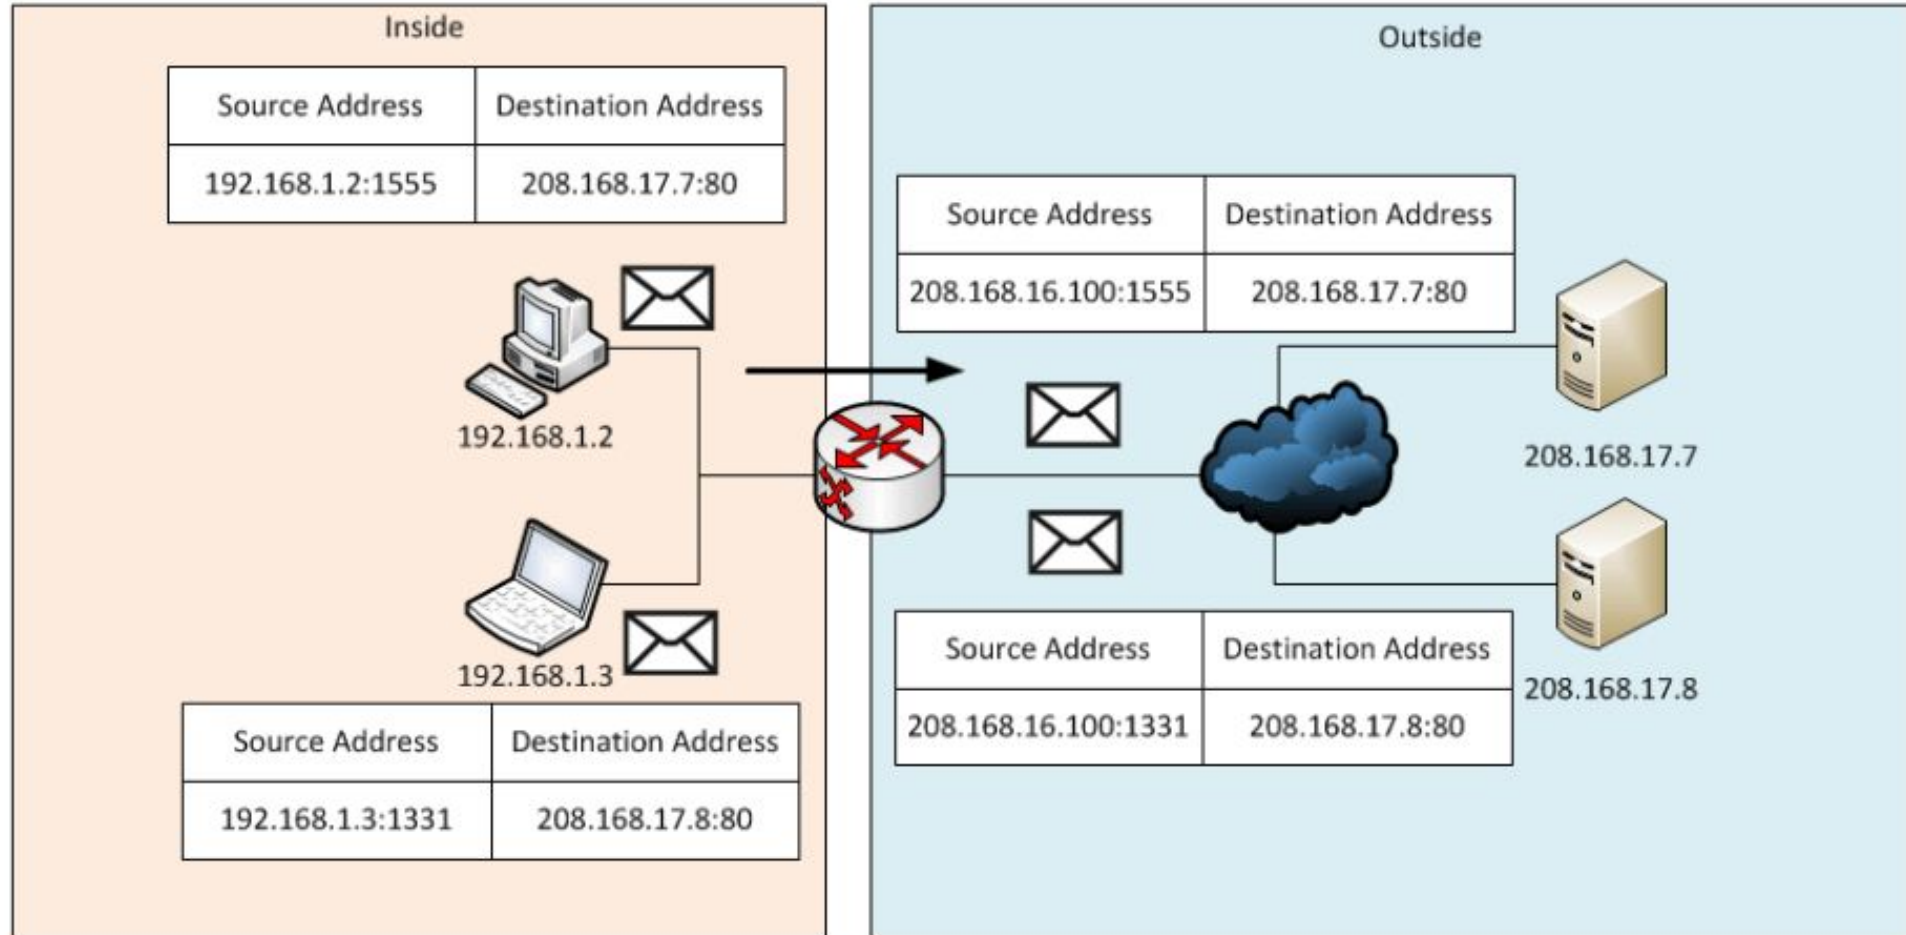 Inside
Source Address Destination Address
192.168.1.2:1555 208.168.17.7:80
192.168.1.2
192.168.1.3
Source Address Destination Address
192.168.1.3:1331 208.168.17.8:80
Outside
Source Address Destination Address
208.168.16.100:1555 208.168.17.7:80
208.168.17.7
Source Address Destination Address
208.168.16.100:1331 208.168.17.8:80
208.168.17.8